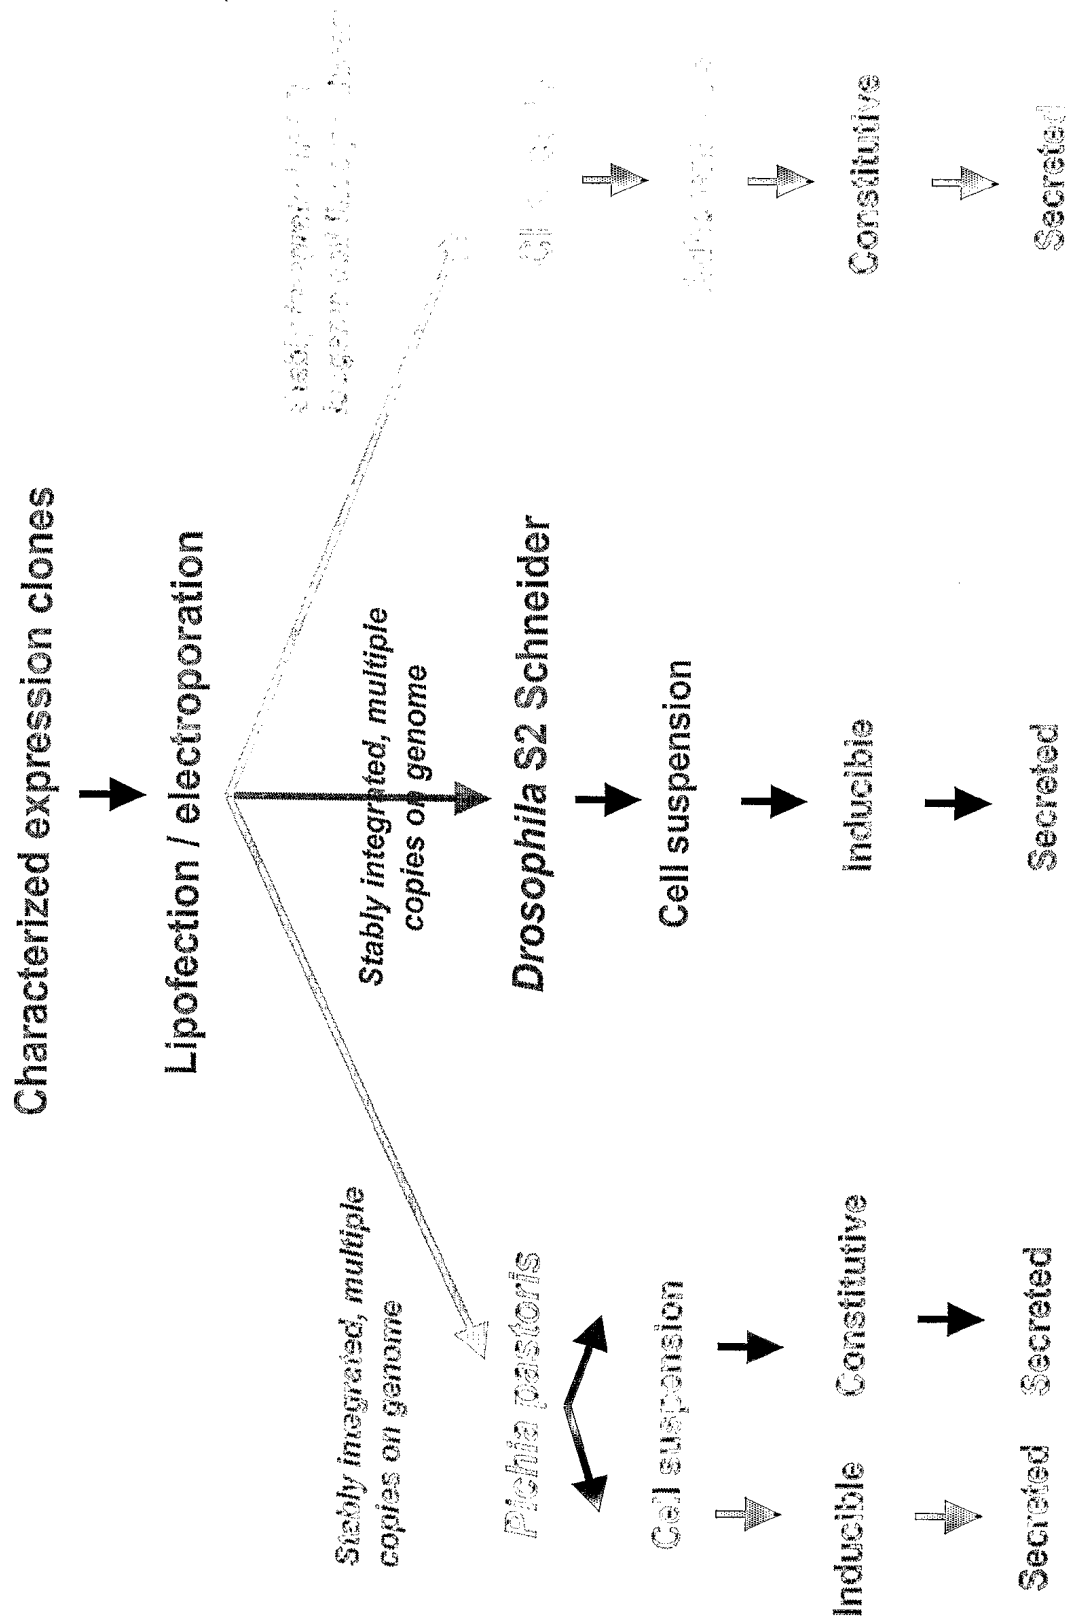 Characterized expression clones
Lipofection / electroporation
Stably integrated, multiple
copies on genome
Stably integrated, multiple
copies on genome
Pichia pastoris
Drosophila S2 Schneider
Cell suspension
Cell suspension
Inducible
Constitutive
Inducible
Constitutive
Secreted
Secreted
Secreted
Secreted